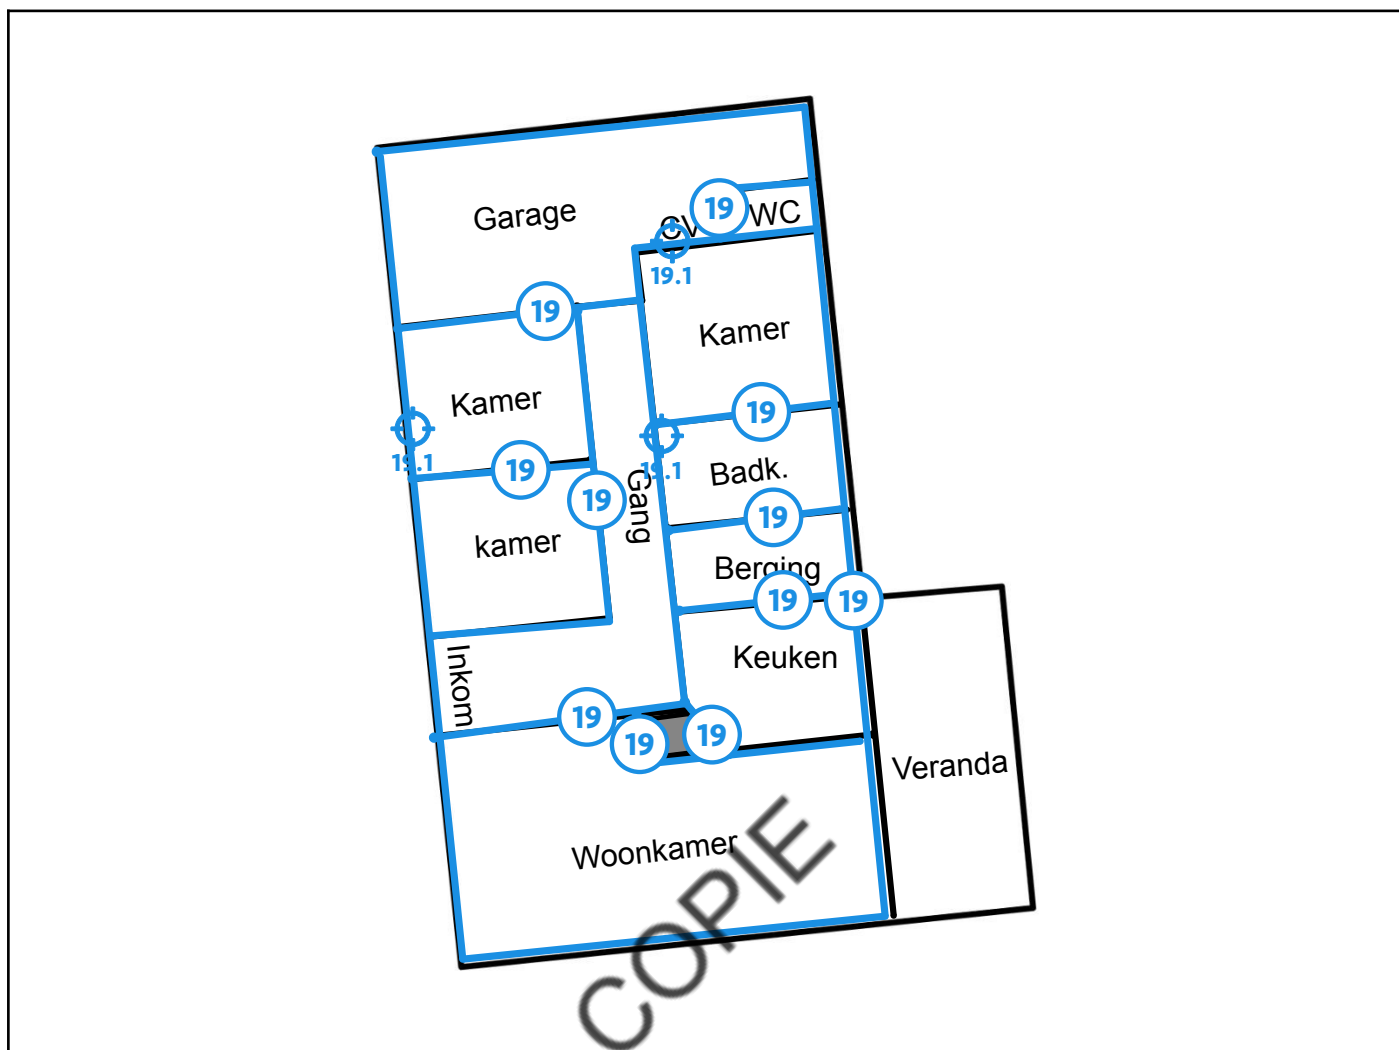 Garage
CV
19
WC
19.1
19
Kamer
Kamer
19
19.1
19.1
19
Badk.
19
Gang
19
kamer
Berging
19
19
Keuken
Inkom
19
19
19
Veranda
Woonkamer
COPIE